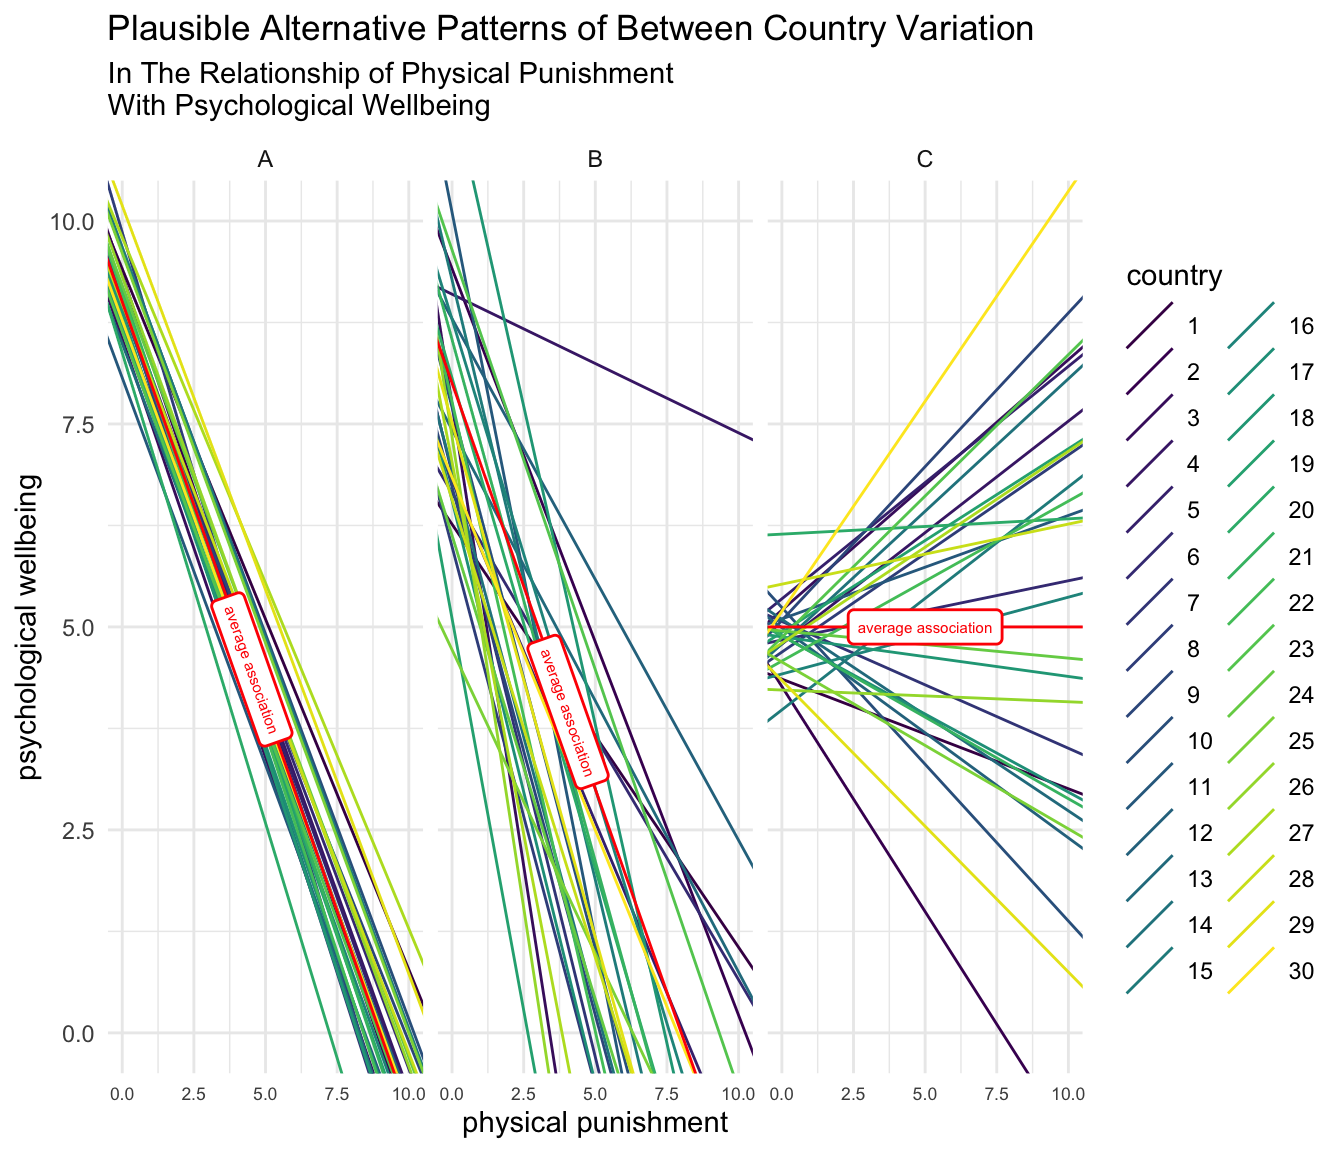 Plausible Alternative Patterns of Between Country Variation
In The Relationship of Physical Punishment
With Psychological Wellbeing
A
B
C
10.0
7.5
5.0
2.5
0.0
psychological wellbeing
average association
average association
average association
0.0 2.5 5.0 7.5 10.0
0.0 2.5 5.0 7.5 10.0
0.0 2.5 5.0 7.5 10.0
physical punishment
country
1
2
3
4
5
6
7
8
9
10
11
12
13
14
15
16
17
18
19
20
21
22
23
24
25
26
27
28
29
30